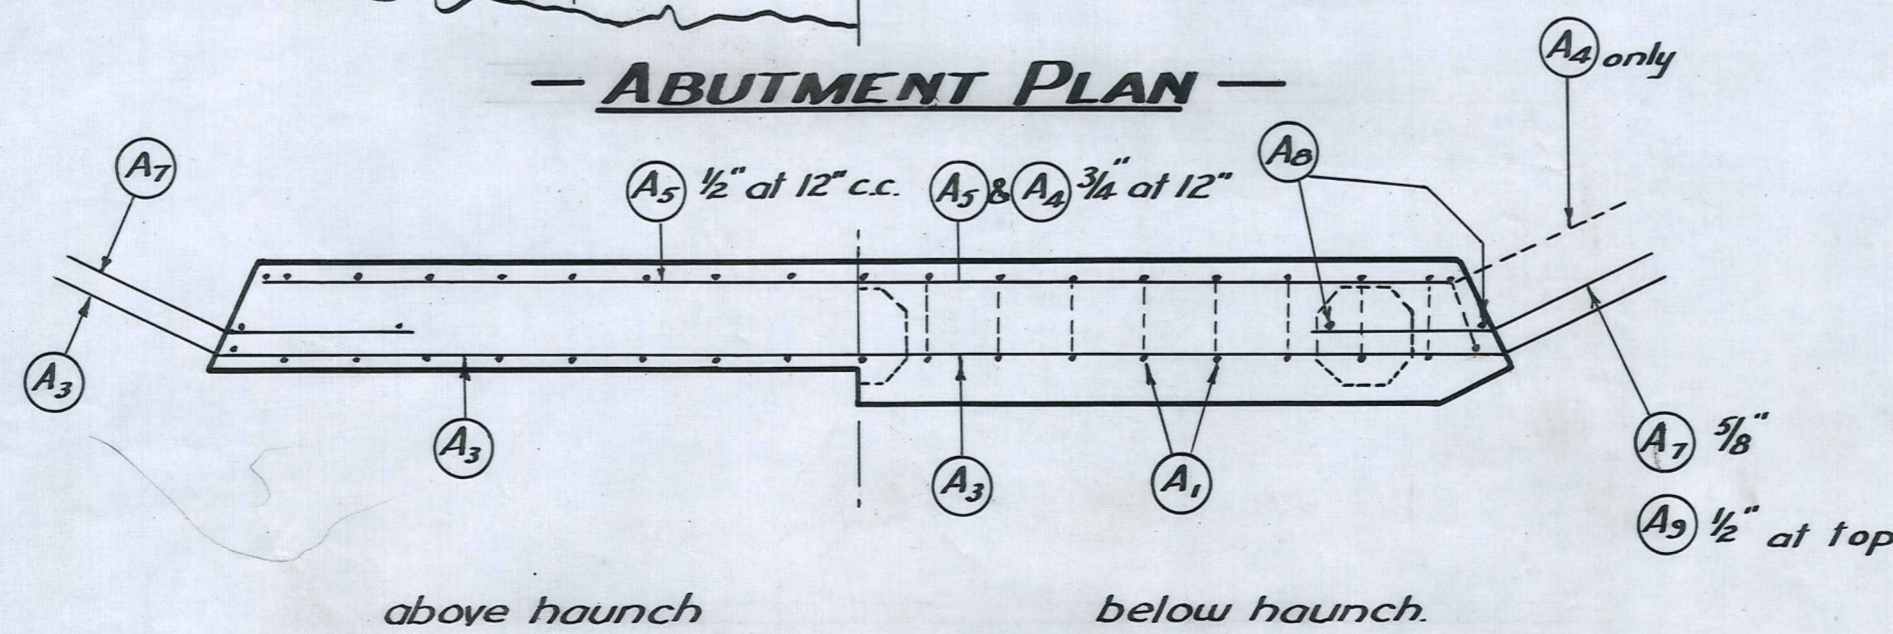 — ABUTMENT PLAN —
A4 only
A7
A5 1/2" at 12" c.c.
A5 & A4 3/4" at 12"
A8
A3
A3
A3
A1
A7 5/8"
A9 1/2" at top
above haunch
below haunch.